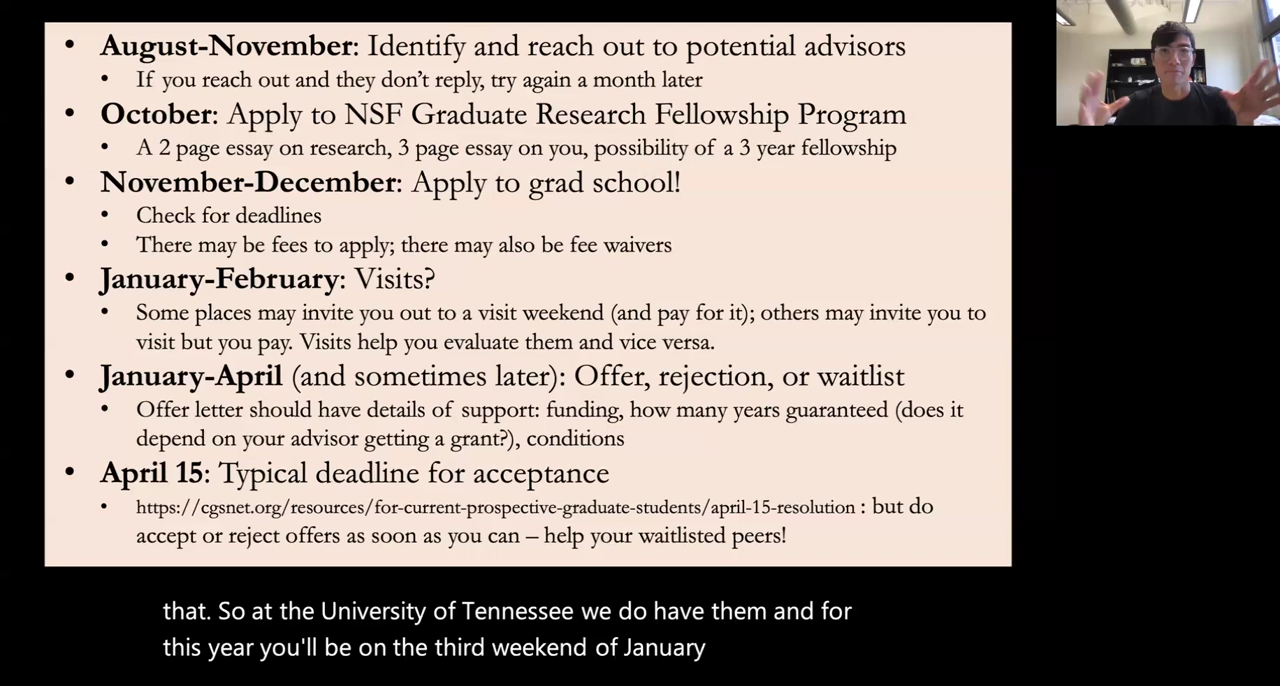 • August-November: Identify and reach out to potential advisors
• If you reach out and they don't reply, try again a month later
• October: Apply to NSF Graduate Research Fellowship Program
• A 2 page essay on research, 3 page essay on you, possibility of a 3 year fellowship
• November-December: Apply to grad school!
• Check for deadlines
• There may be fees to apply; there may also be fee waivers
• January-February: Visits?
• Some places may invite you out to a visit weekend (and pay for it); others may invite you to
visit but you pay. Visits help you evaluate them and vice versa.
• January-April (and sometimes later): Offer, rejection, or waitlist
• Offer letter should have details of support: funding, how many years guaranteed (does it
depend on your advisor getting a grant?), conditions
• April 15: Typical deadline for acceptance
• https://cgsnet.org/resources/for-current-prospective-graduate-students/april-15-resolution : but do
accept or reject offers as soon as you can – help your waitlisted peers!
that. So at the University of Tennessee we do have them and for
this year you'll be on the third weekend of January